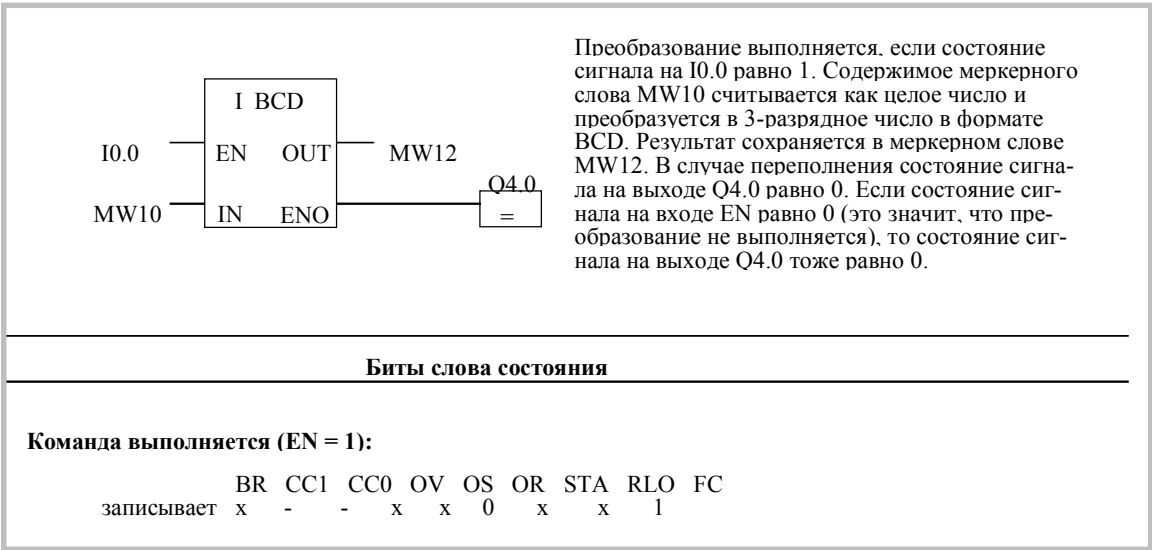 Преобразование выполняется, если состояние
сигнала на I0.0 равно 1. Содержимое меркерного
слова MW10 считывается как целое число и
преобразуется в 3-разрядное число в формате
BCD. Результат сохраняется в меркерном слове
MW12. В случае переполнения состояние сигна-
ла на выходе Q4.0 равно 0. Если состояние сиг-
нала на входе EN равно 0 (это значит, что пре-
образование не выполняется), то состояние сиг-
нала на выходе Q4.0 тоже равно 0.
I BCD
I0.0 EN OUT MW12
Q4.0
MW10 IN ENO =
Биты слова состояния
Команда выполняется (EN = 1):
BR CC1 CC0 OV OS OR STA RLO FC
записывает x - - x x 0 x x 1